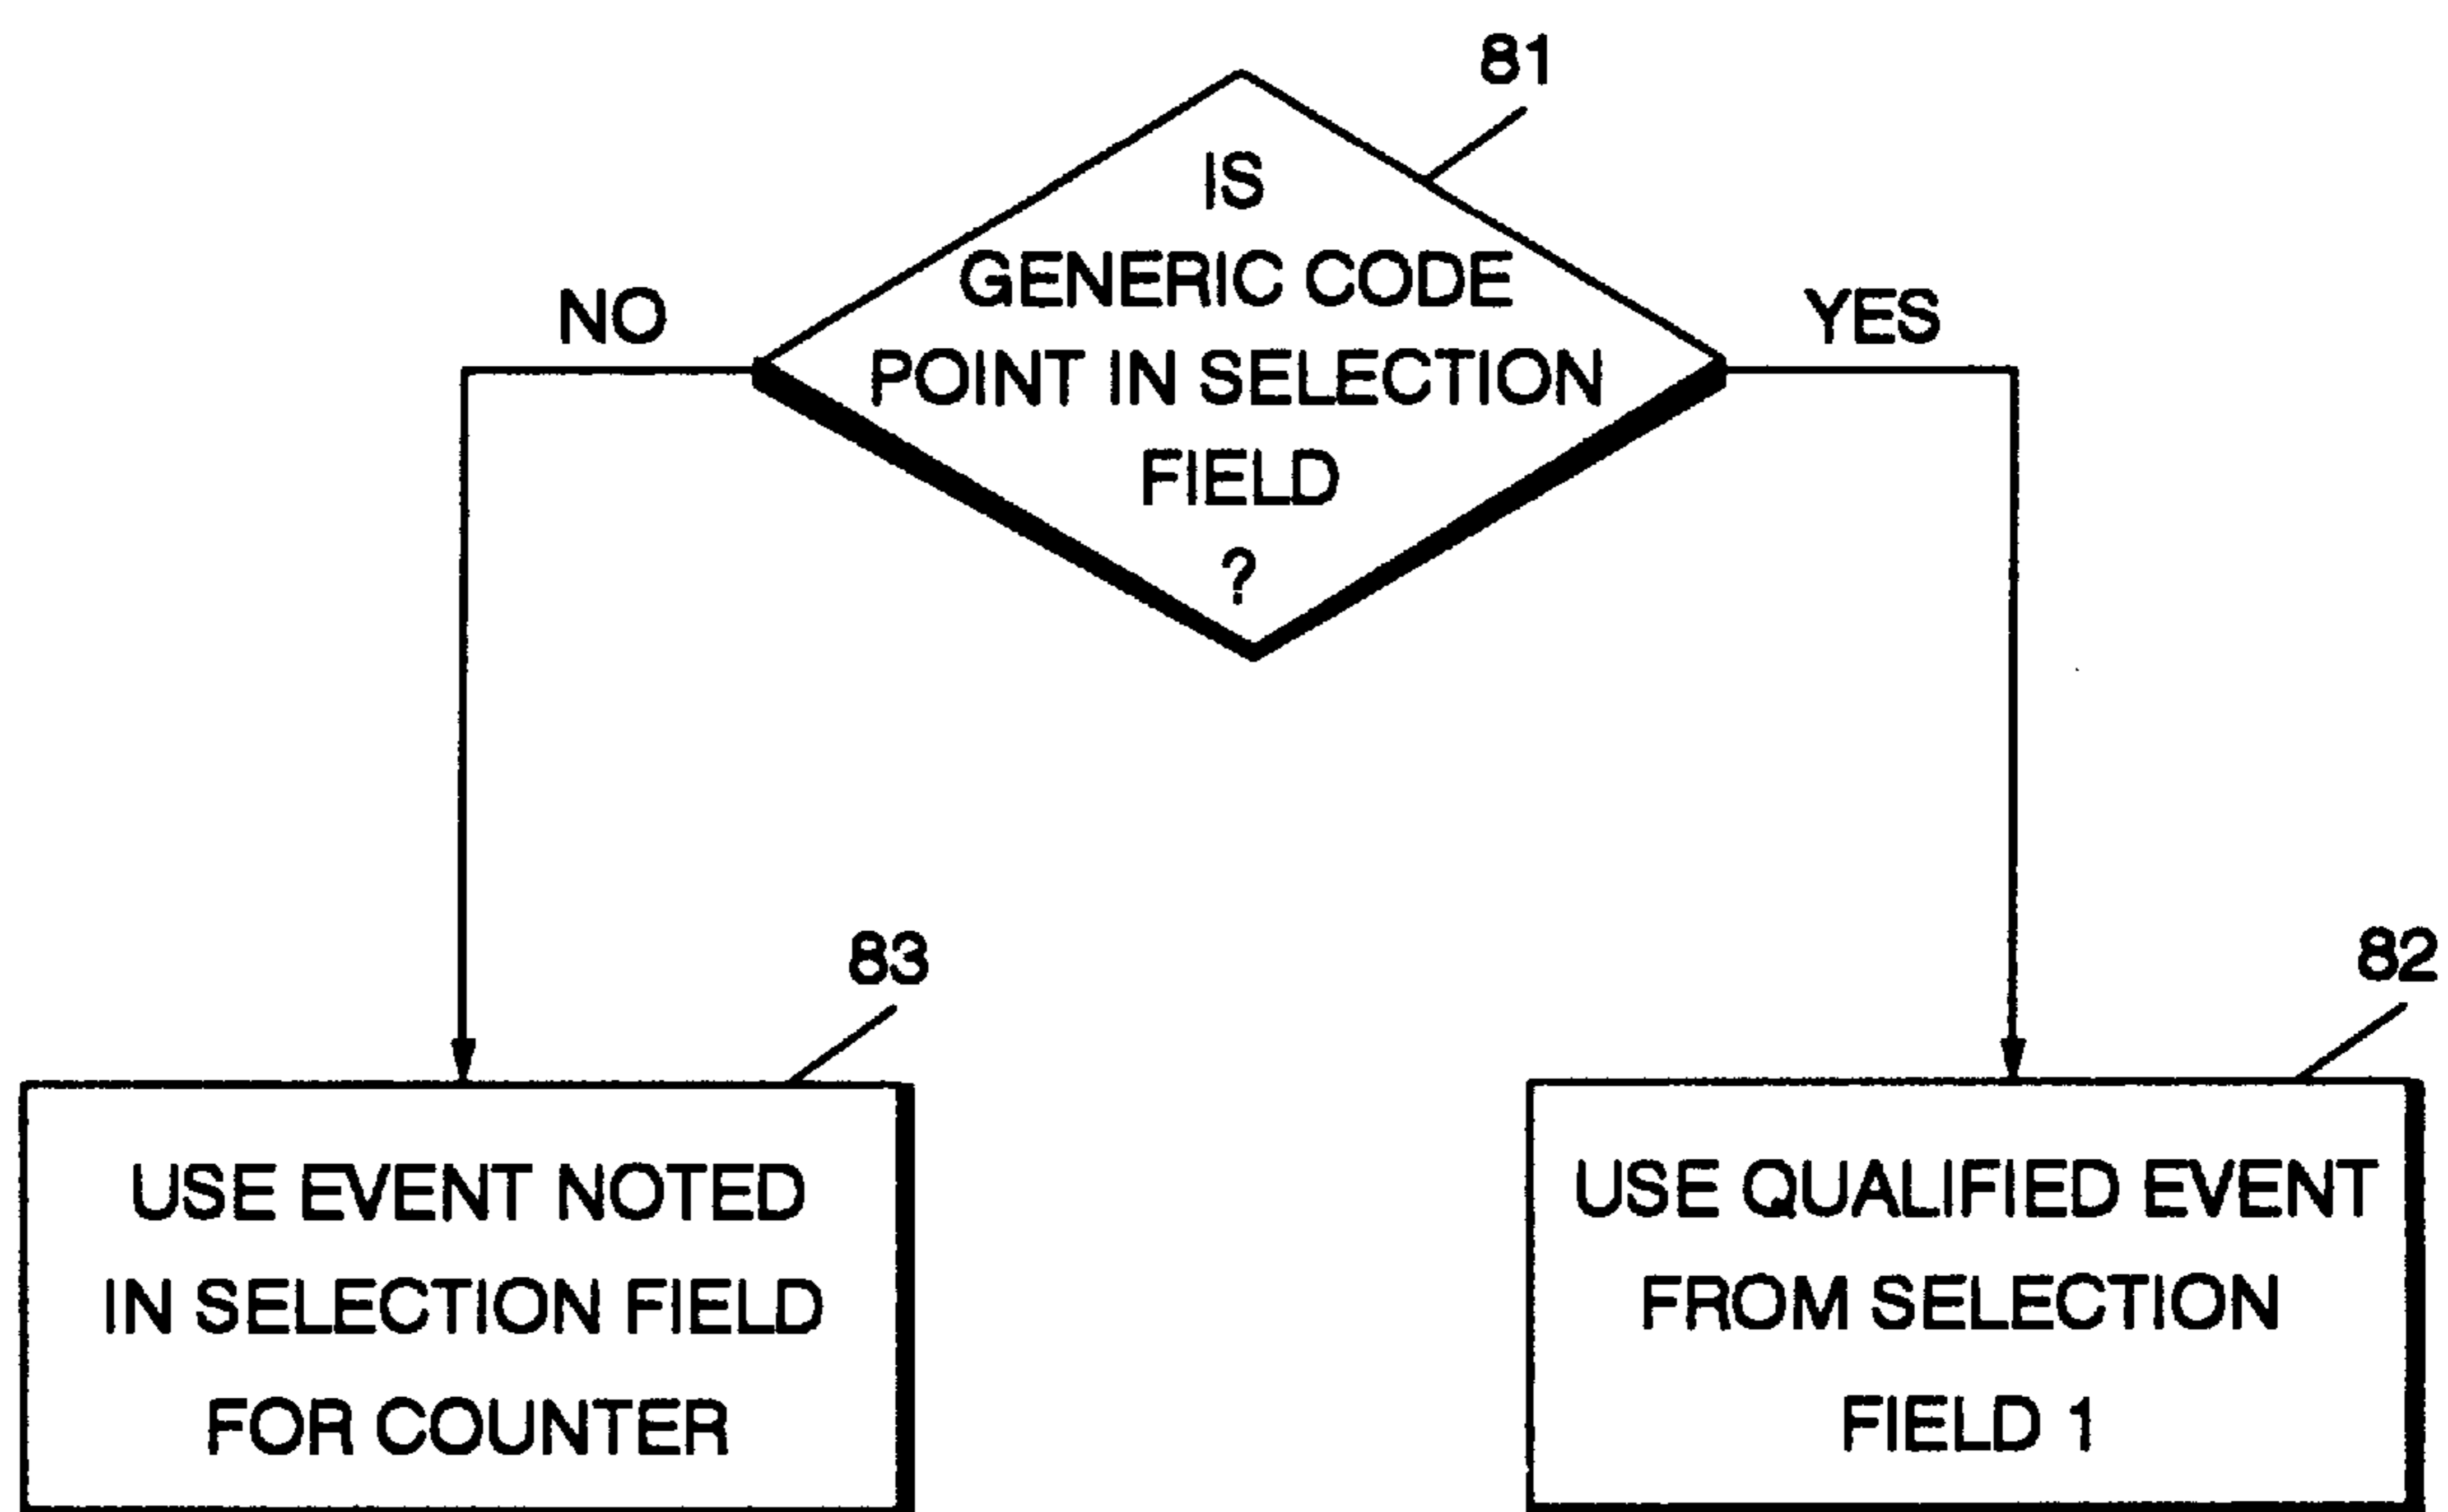 81
IS
GENERIC CODE
POINT IN SELECTION
FIELD
?
NO
YES
83
USE EVENT NOTED
IN SELECTION FIELD
FOR COUNTER
82
USE QUALIFIED EVENT
FROM SELECTION
FIELD 1